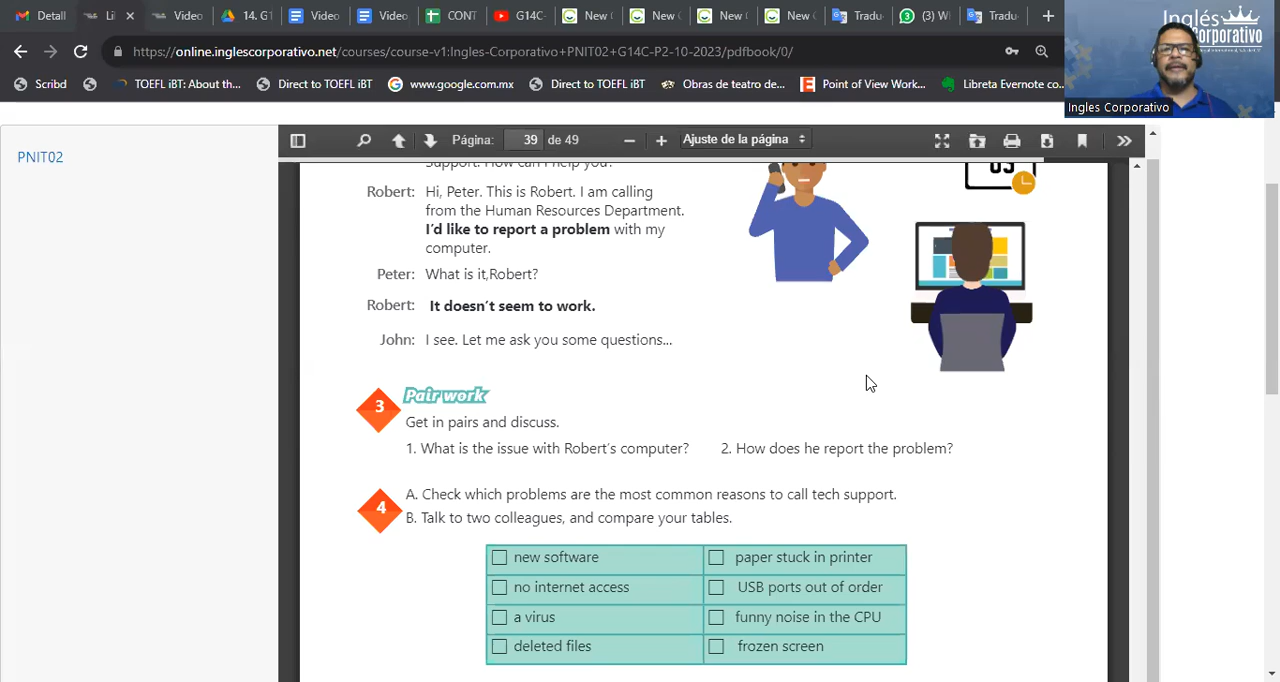 Detall
Li
Video
14. G1
Video
Video
CONT
G14C-
New (
New (
New (
New (
Tradu
(3) W
Tradu
https://online.inglescorporativo.net/courses/course-v1:Ingles-Corporativo+PNIT02+G14C-P2-10-2023/pdfbook/0/
Scribd
TOEFL iBT: About th...
Direct to TOEFL iBT
www.google.com.mx
Direct to TOEFL iBT
Obras de teatro de...
Point of View Work...
Libreta Evernote co...
Inglés
Corporativo
Ingles Corporativo
PNIT02
Página: 39 de 49
Ajuste de la página
Support. How can I help you?
Robert: Hi, Peter. This is Robert. I am calling
from the Human Resources Department.
I'd like to report a problem with my
computer.
Peter: What is it,Robert?
Robert: It doesn't seem to work.
John: I see. Let me ask you some questions...
03
3 Pair work
Get in pairs and discuss.
1. What is the issue with Robert's computer? 2. How does he report the problem?
4 A. Check which problems are the most common reasons to call tech support.
B. Talk to two colleagues, and compare your tables.
new software paper stuck in printer
no internet access USB ports out of order
a virus funny noise in the CPU
deleted files frozen screen